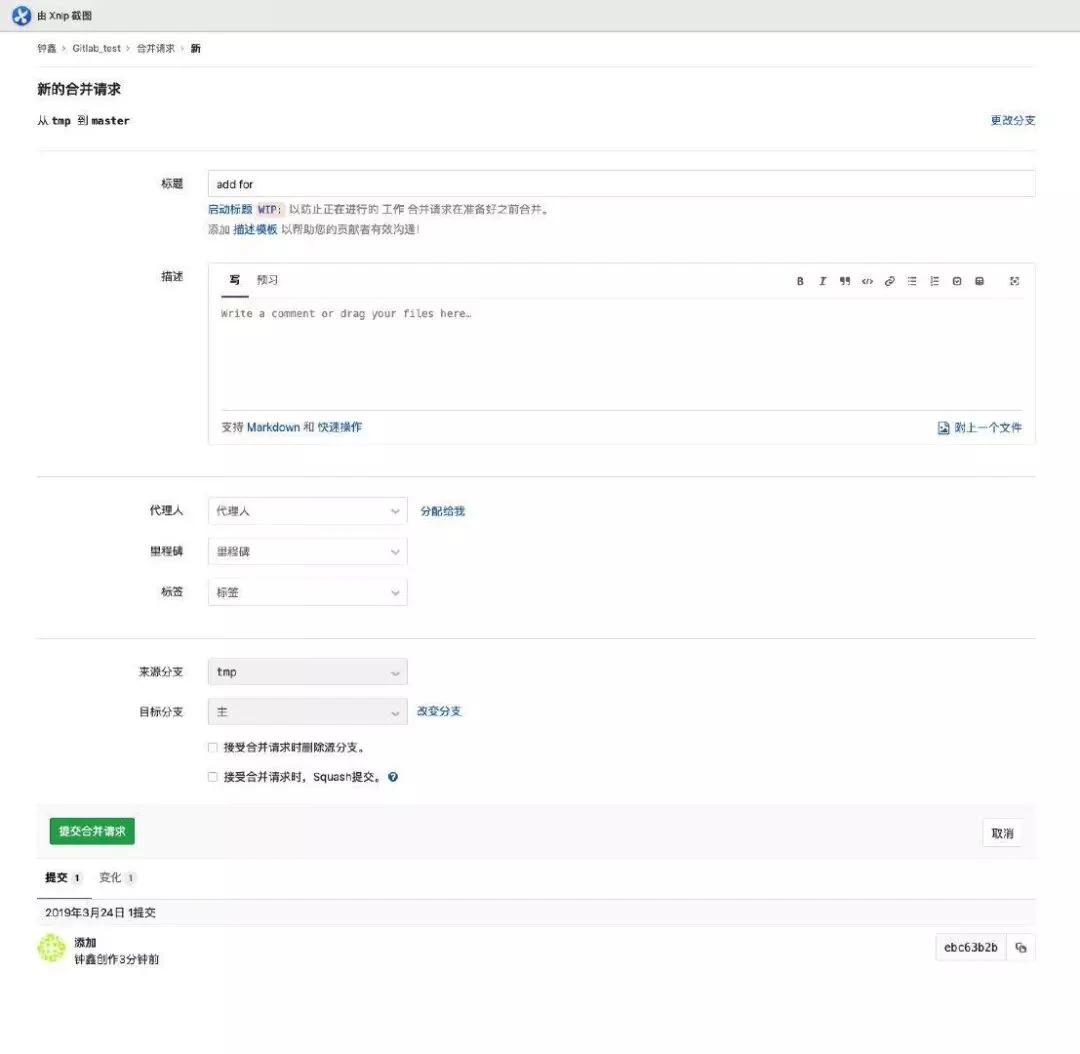 由 Xnip 截图
钟鑫 › Gitlab_test › 合并请求 › 新
新的合并请求
从 tmp 到 master
更改分支
标题
add for
启动标题 WIP: 以防止正在进行的 工作 合并请求在准备好之前合并。
添加 描述模板 以帮助您的贡献者有效沟通!
描述
写 预习
Write a comment or drag your files here…
支持 Markdown 和 快速操作
附上一个文件
代理人 代理人 分配给我
里程碑 里程碑
标签 标签
来源分支 tmp
目标分支 主 改变分支
接受合并请求时删除源分支。
接受合并请求时，Squash提交。
提交合并请求
取消
提交 1 变化 1
2019年3月24日 1提交
添加
钟鑫创作3分钟前
ebc63b2b